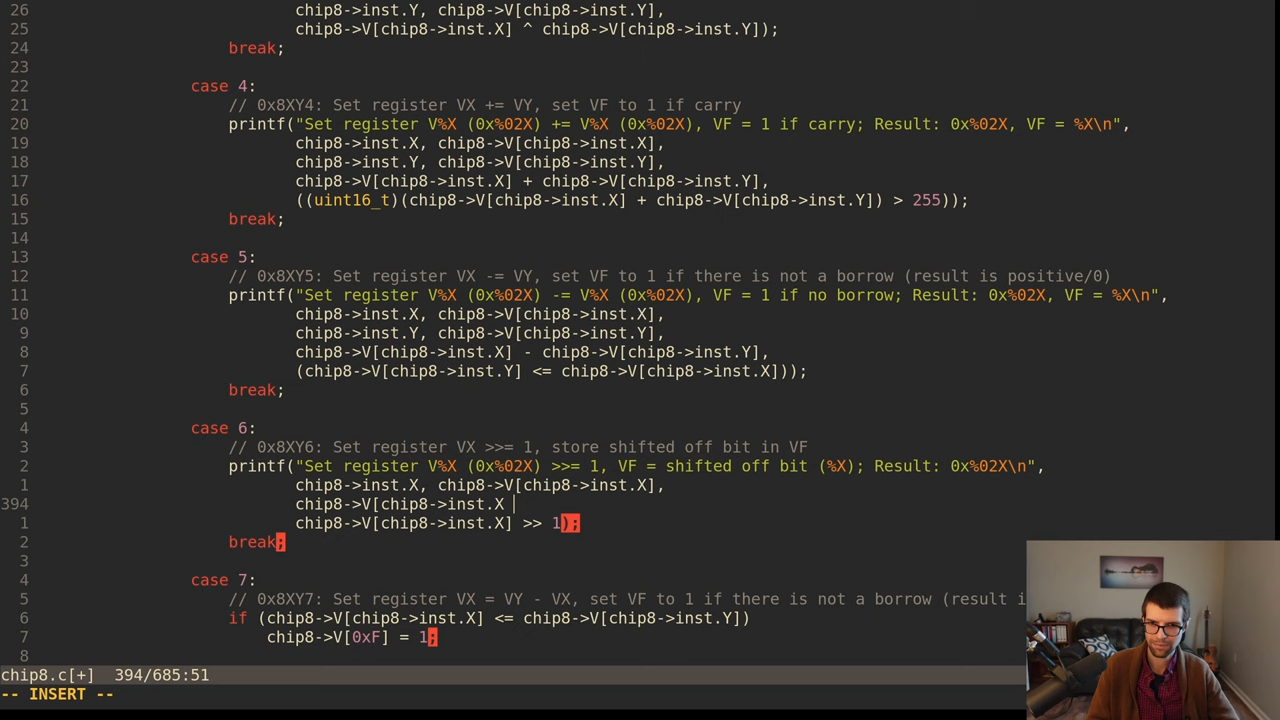 26 chip8->inst.Y, chip8->V[chip8->inst.Y],
25 chip8->V[chip8->inst.X] ^ chip8->V[chip8->inst.Y]);
24 break;
23
22 case 4:
21 // 0x8XY4: Set register VX += VY, set VF to 1 if carry
20 printf("Set register V%X (0x%02X) += V%X (0x%02X), VF = 1 if carry; Result: 0x%02X, VF = %X\n",
19 chip8->inst.X, chip8->V[chip8->inst.X],
18 chip8->inst.Y, chip8->V[chip8->inst.Y],
17 chip8->V[chip8->inst.X] + chip8->V[chip8->inst.Y],
16 ((uint16_t)(chip8->V[chip8->inst.X] + chip8->V[chip8->inst.Y]) > 255));
15 break;
14
13 case 5:
12 // 0x8XY5: Set register VX -= VY, set VF to 1 if there is not a borrow (result is positive/0)
11 printf("Set register V%X (0x%02X) -= V%X (0x%02X), VF = 1 if no borrow; Result: 0x%02X, VF = %X\n",
10 chip8->inst.X, chip8->V[chip8->inst.X],
9 chip8->inst.Y, chip8->V[chip8->inst.Y],
8 chip8->V[chip8->inst.X] - chip8->V[chip8->inst.Y],
7 (chip8->V[chip8->inst.Y] <= chip8->V[chip8->inst.X]));
6 break;
5
4 case 6:
3 // 0x8XY6: Set register VX >>= 1, store shifted off bit in VF
2 printf("Set register V%X (0x%02X) >>= 1, VF = shifted off bit (%X); Result: 0x%02X\n",
1 chip8->inst.X, chip8->V[chip8->inst.X],
394 chip8->V[chip8->inst.X
1 chip8->V[chip8->inst.X] >> 1);
2 break;
3
4 case 7:
5 // 0x8XY7: Set register VX = VY - VX, set VF to 1 if there is not a borrow (result i
6 if (chip8->V[chip8->inst.X] <= chip8->V[chip8->inst.Y])
7 chip8->V[0xF] = 1;
8
chip8.c[+] 394/685:51
-- INSERT --